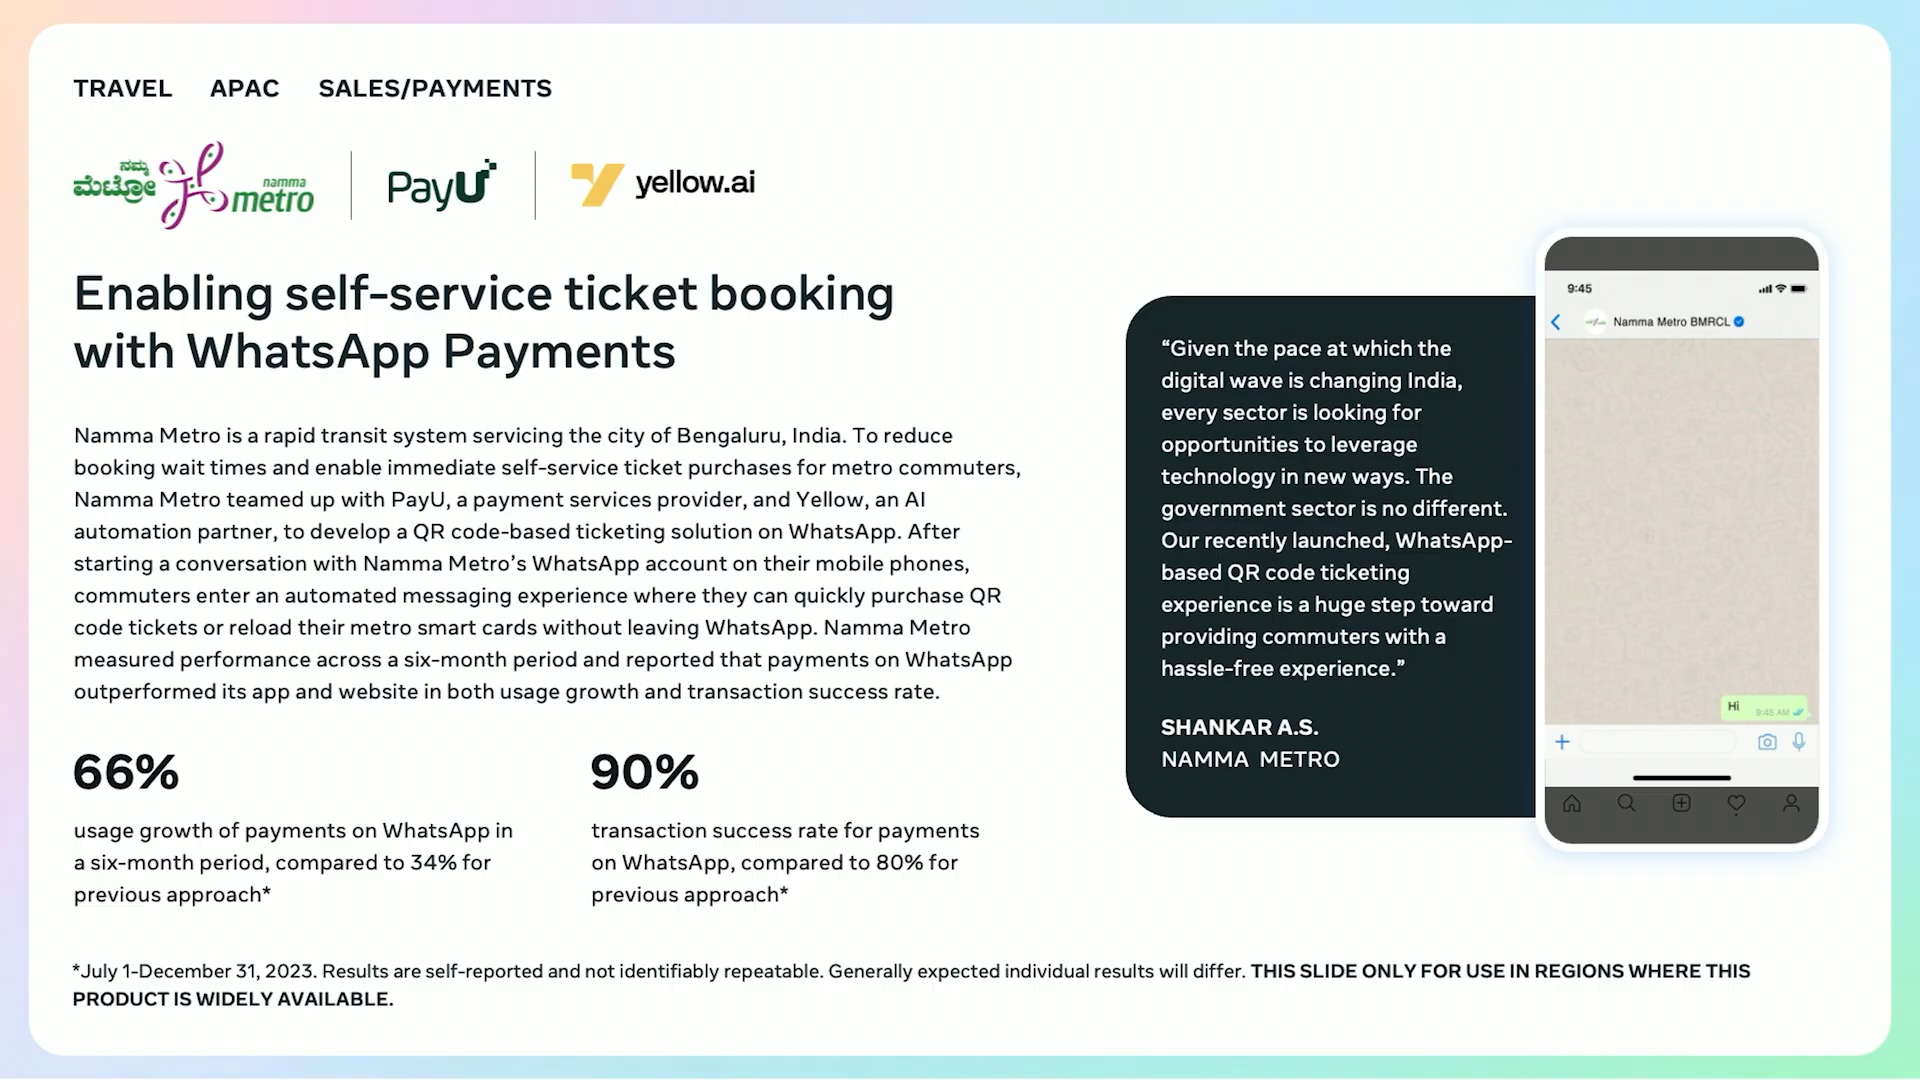 TRAVEL APAC SALES/PAYMENTS
ನಮ್ಮ
ಮೆಟ್ರೋ
namma
metro
PayU
yellow.ai
Enabling self-service ticket booking
with WhatsApp Payments
Namma Metro is a rapid transit system servicing the city of Bengaluru, India. To reduce
booking wait times and enable immediate self-service ticket purchases for metro commuters,
Namma Metro teamed up with PayU, a payment services provider, and Yellow, an AI
automation partner, to develop a QR code-based ticketing solution on WhatsApp. After
starting a conversation with Namma Metro’s WhatsApp account on their mobile phones,
commuters enter an automated messaging experience where they can quickly purchase QR
code tickets or reload their metro smart cards without leaving WhatsApp. Namma Metro
measured performance across a six-month period and reported that payments on WhatsApp
outperformed its app and website in both usage growth and transaction success rate.
66%
usage growth of payments on WhatsApp in
a six-month period, compared to 34% for
previous approach*
90%
transaction success rate for payments
on WhatsApp, compared to 80% for
previous approach*
“Given the pace at which the
digital wave is changing India,
every sector is looking for
opportunities to leverage
technology in new ways. The
government sector is no different.
Our recently launched, WhatsApp-
based QR code ticketing
experience is a huge step toward
providing commuters with a
hassle-free experience.”
SHANKAR A.S.
NAMMA METRO
9:45
Namma Metro BMRCL
Hi
9:45 AM
*July 1-December 31, 2023. Results are self-reported and not identifiably repeatable. Generally expected individual results will differ. THIS SLIDE ONLY FOR USE IN REGIONS WHERE THIS
PRODUCT IS WIDELY AVAILABLE.